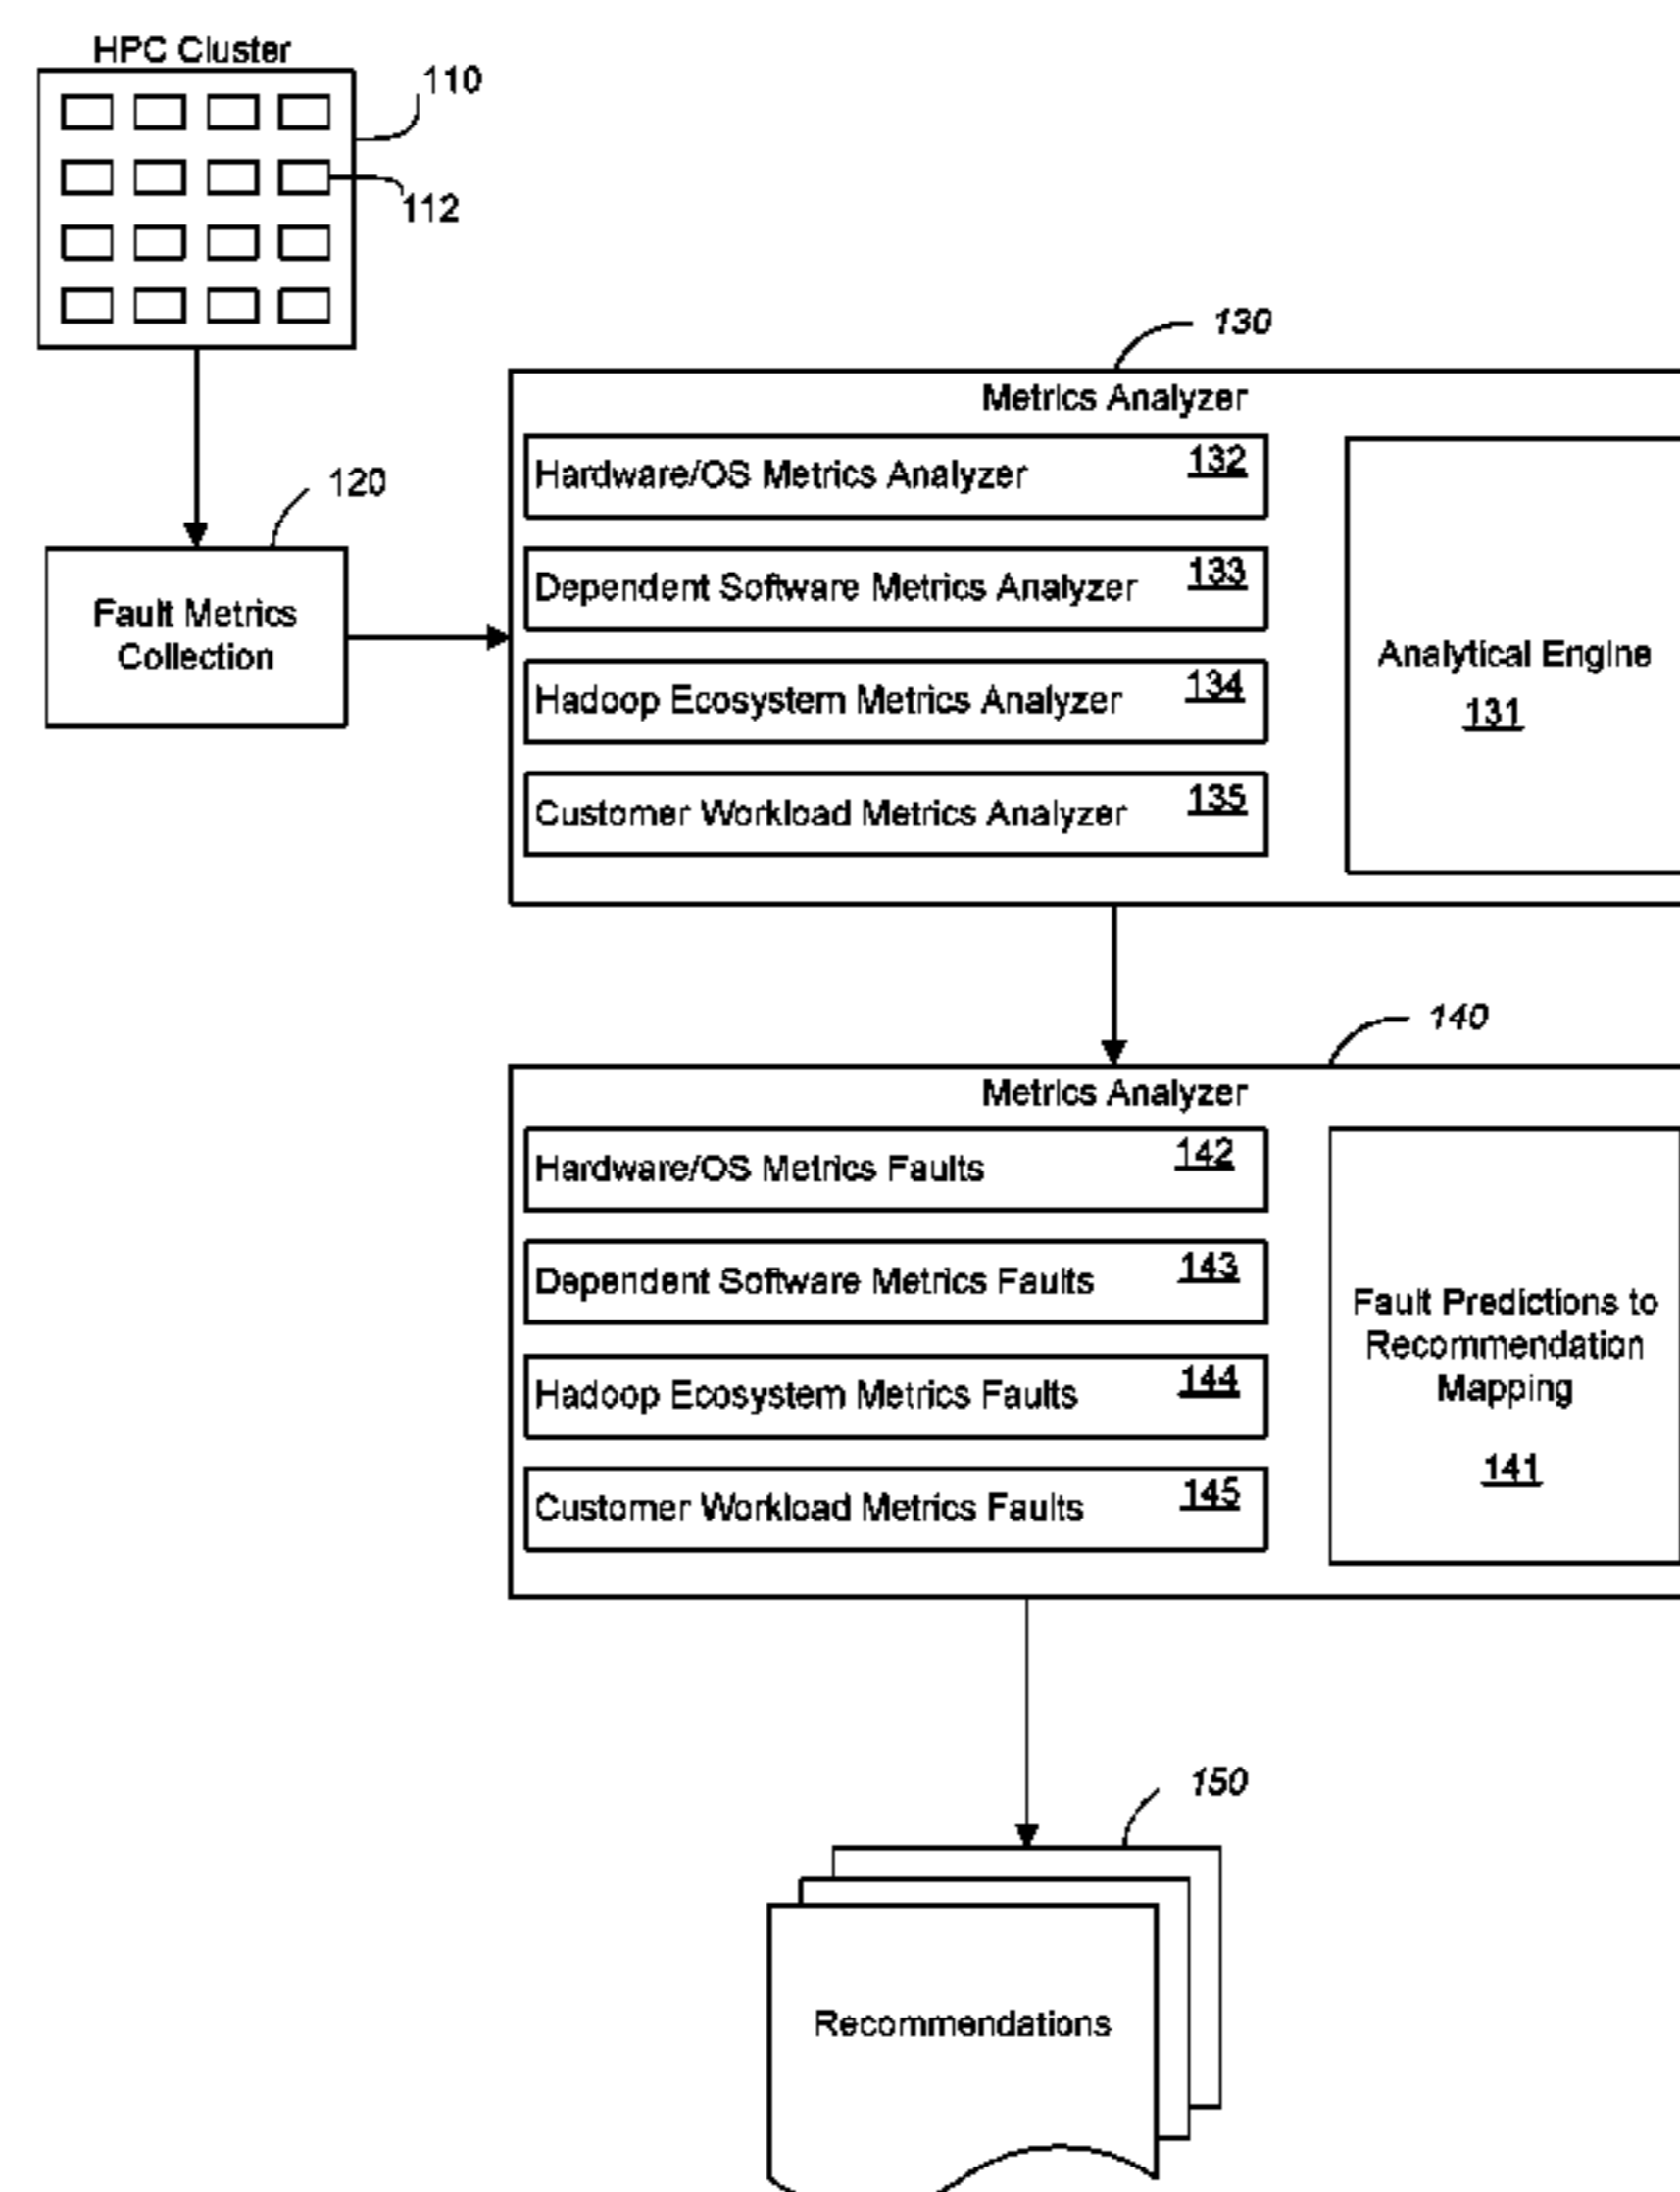 HPC Cluster
110
112
130
Metrics Analyzer
Hardware/OS Metrics Analyzer 132
Dependent Software Metrics Analyzer 133
Hadoop Ecosystem Metrics Analyzer 134
Customer Workload Metrics Analyzer 135
Analytical Engine
131
120
Fault Metrics
Collection
140
Metrics Analyzer
Hardware/OS Metrics Faults 142
Dependent Software Metrics Faults 143
Hadoop Ecosystem Metrics Faults 144
Customer Workload Metrics Faults 145
Fault Predictions to
Recommendation
Mapping
141
150
Recommendations